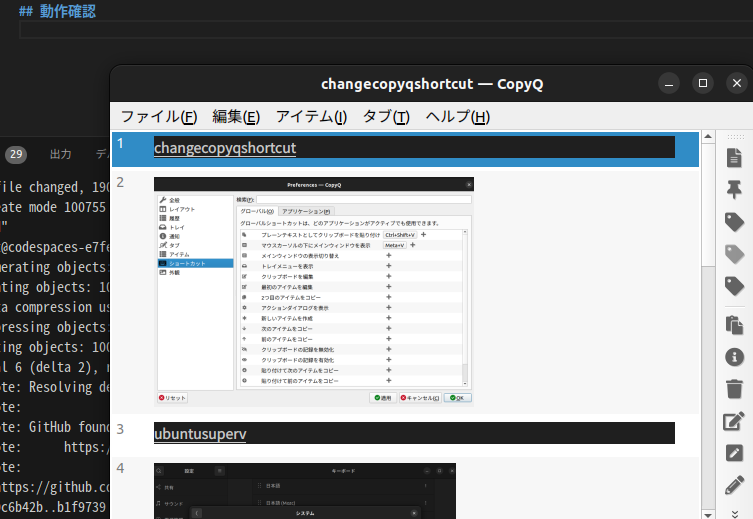 ## 動作確認
changecopyqshortcut — CopyQ
ファイル(F) 編集(E) アイテム(I) タブ(T) ヘルプ(H)
1 changecopyqshortcut
2
Preferences — CopyQ
全般
レイアウト
履歴
トレイ
通知
タブ
アイテム
ショートカット
外観
検索(F):
グローバル(O) アプリケーション(P)
グローバルショートカットは、どのアプリケーションがアクティブでも使用できます。
プレーンテキストとしてクリップボードを貼り付け Ctrl+Shift+V
マウスカーソルの下にメインウィンドウを表示 Meta+V
メインウィンドウの表示切り替え
トレイメニューを表示
クリップボードを編集
最初のアイテムを編集
2つ目のアイテムをコピー
アクションダイアログを表示
新しいアイテムを作成
次のアイテムをコピー
前のアイテムをコピー
クリップボードの記録を無効化
クリップボードの記録を有効化
貼り付けて次のアイテムをコピー
貼り付けて前のアイテムをコピー
リセット 適用 キャンセル(C) OK
3 ubuntusuperv
4
設定 キーボード
共有 日本語
サウンド 日本語 (Mozc)
システム
29 出力 デ
file changed, 190
eate mode 100755
"
@codespaces-e7fe
merating objects:
nting objects: 10
ta compression us
pressing objects:
ting objects: 100
al 6 (delta 2), r
ote: Resolving de
ote:
ote: GitHub found
ote: https:/
ote:
https://github.co
0c6b42b..b1f9739